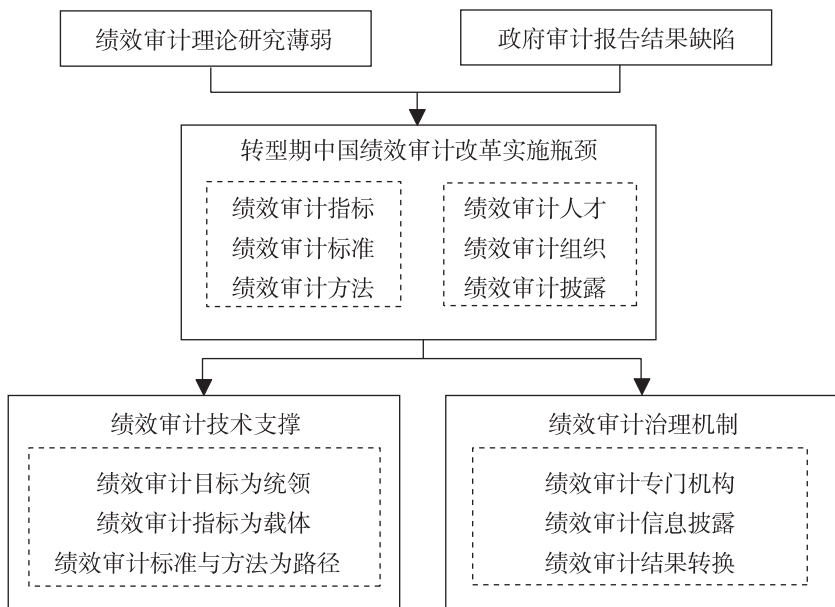 绩效审计理论研究薄弱
政府审计报告结果缺陷
转型期中国绩效审计改革实施瓶颈
绩效审计指标
绩效审计标准
绩效审计方法
绩效审计人才
绩效审计组织
绩效审计披露
绩效审计技术支撑
绩效审计目标为统领
绩效审计指标为载体
绩效审计标准与方法为路径
绩效审计治理机制
绩效审计专门机构
绩效审计信息披露
绩效审计结果转换